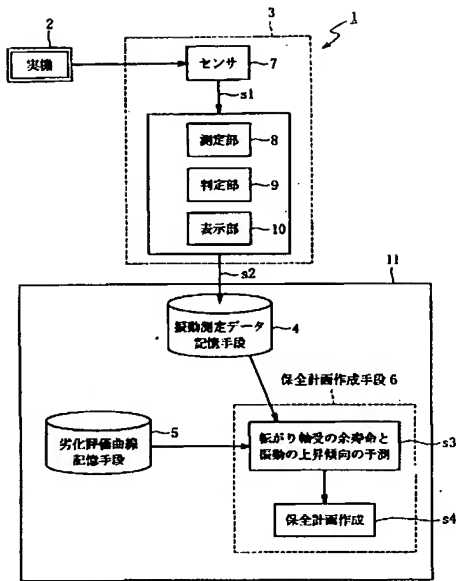 2
3
1
実機
センサ
7
s1
測定部
8
判定部
9
表示部
10
s2
11
振動測定データ
記憶手段
4
保全計画作成手段 6
劣化評価曲線
記憶手段
5
転がり軸受の余寿命と
振動の上昇傾向の予測
s3
保全計画作成
s4